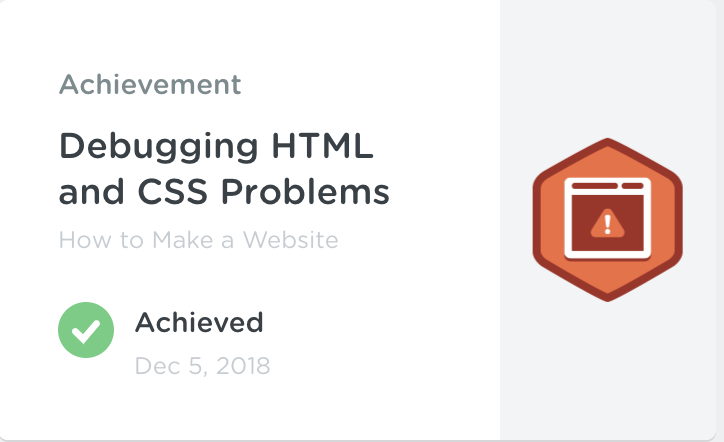 Achievement
Debugging HTML
and CSS Problems
How to Make a Website
Achieved
Dec 5, 2018
!